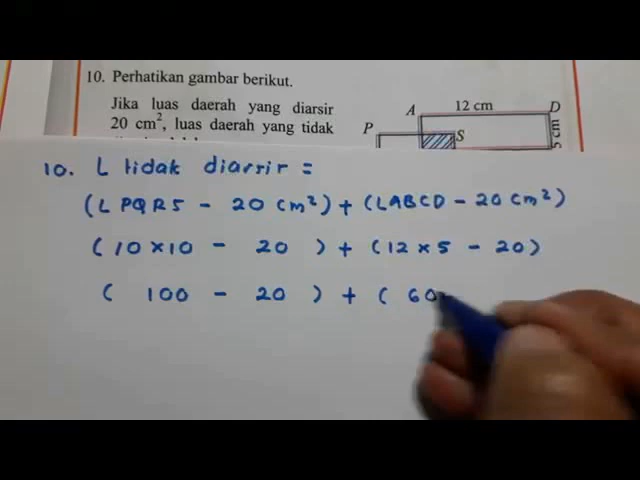 10. Perhatikan gambar berikut.
Jika luas daerah yang diarsir
20 cm², luas daerah yang tidak
A 12 cm D
P S
5 cm
10. L tidak diarsir =
(L PQRS - 20 cm²) + (LABCD - 20 cm²)
(10 × 10 - 20 ) + (12 × 5 - 20)
( 100 - 20 ) + ( 60